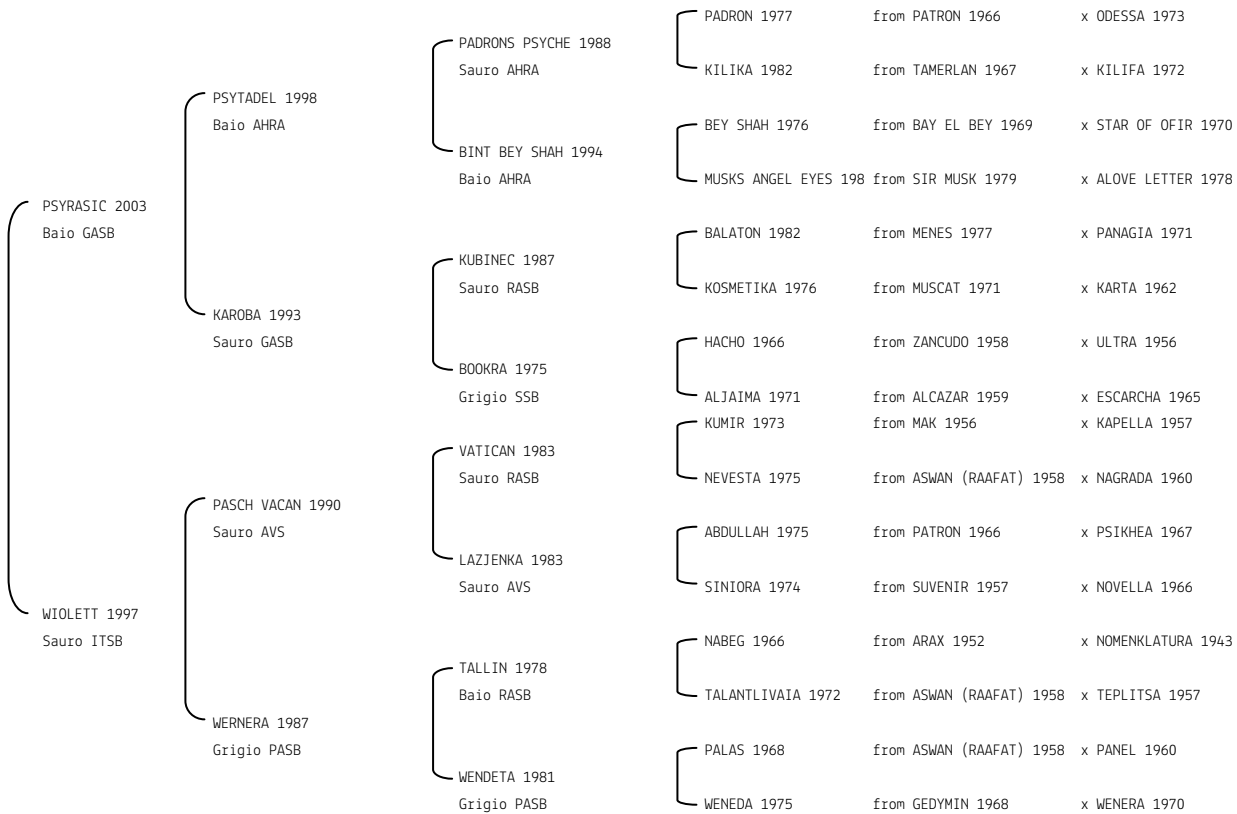 PADRON 1977 from PATRON 1966 x ODESSA 1973
PADRONS PSYCHE 1988
Sauro AHRA
KILIKA 1982 from TAMERLAN 1967 x KILIFA 1972
PSYTADEL 1998
Baio AHRA
BEY SHAH 1976 from BAY EL BEY 1969 x STAR OF OFIR 1970
BINT BEY SHAH 1994
Baio AHRA
MUSKS ANGEL EYES 198 from SIR MUSK 1979 x ALOVE LETTER 1978
PSYRASIC 2003
Baio GASB
BALATON 1982 from MENES 1977 x PANAGIA 1971
KUBINEC 1987
Sauro RASB
KOSMETIKA 1976 from MUSCAT 1971 x KARTA 1962
KAROBA 1993
Sauro GASB
HACHO 1966 from ZANCUDO 1958 x ULTRA 1956
BOOKRA 1975
Grigio SSB
ALJAIMA 1971 from ALCAZAR 1959 x ESCARCHA 1965
KUMIR 1973 from MAK 1956 x KAPELLA 1957
VATICAN 1983
Sauro RASB
NEVESTA 1975 from ASWAN (RAAFAT) 1958 x NAGRADA 1960
PASCH VACAN 1990
Sauro AVS
ABDULLAH 1975 from PATRON 1966 x PSIKHEA 1967
LAZJENKA 1983
Sauro AVS
SINIORA 1974 from SUVENIR 1957 x NOVELLA 1966
WIOLETT 1997
Sauro ITSB
NABEG 1966 from ARAX 1952 x NOMENKLATURA 1943
TALLIN 1978
Baio RASB
TALANTLIVAIA 1972 from ASWAN (RAAFAT) 1958 x TEPLITSA 1957
WERNERA 1987
Grigio PASB
PALAS 1968 from ASWAN (RAAFAT) 1958 x PANEL 1960
WENDETA 1981
Grigio PASB
WENEDA 1975 from GEDYMIN 1968 x WENERA 1970